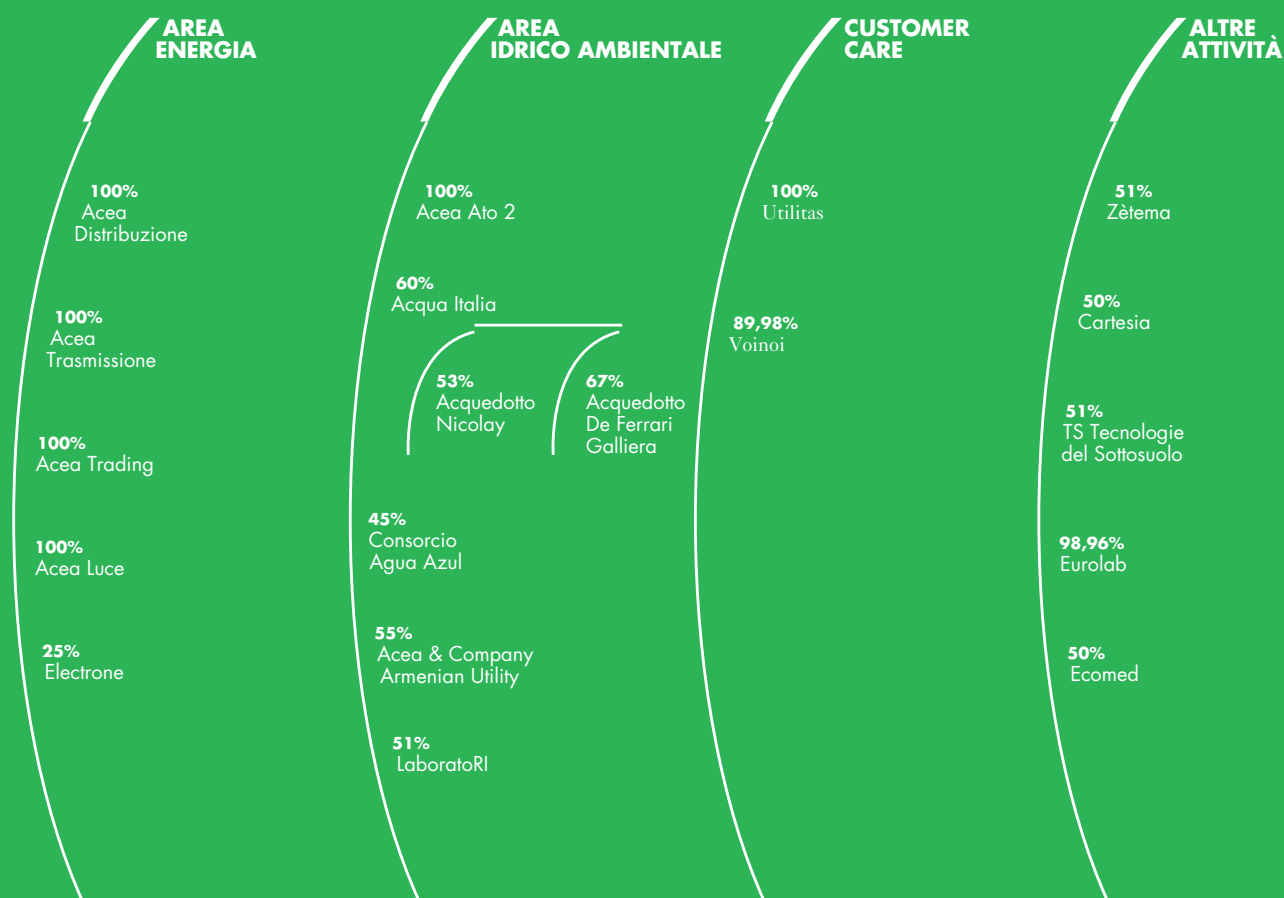 AREA
ENERGIA
100%
Acea
Distribuzione
100%
Acea
Trasmissione
100%
Acea Trading
100%
Acea Luce
25%
Electrone
AREA
IDRICO AMBIENTALE
100%
Acea Ato 2
60%
Acqua Italia
53%
Acquedotto
Nicolay
67%
Acquedotto
De Ferrari
Galliera
45%
Consorcio
Agua Azul
55%
Acea & Company
Armenian Utility
51%
LaboratoRI
CUSTOMER
CARE
100%
Utilitas
89,98%
Voinoi
ALTRE
ATTIVITÀ
51%
Zètema
50%
Cartesia
51%
TS Tecnologie
del Sottosuolo
98,96%
Eurolab
50%
Ecomed